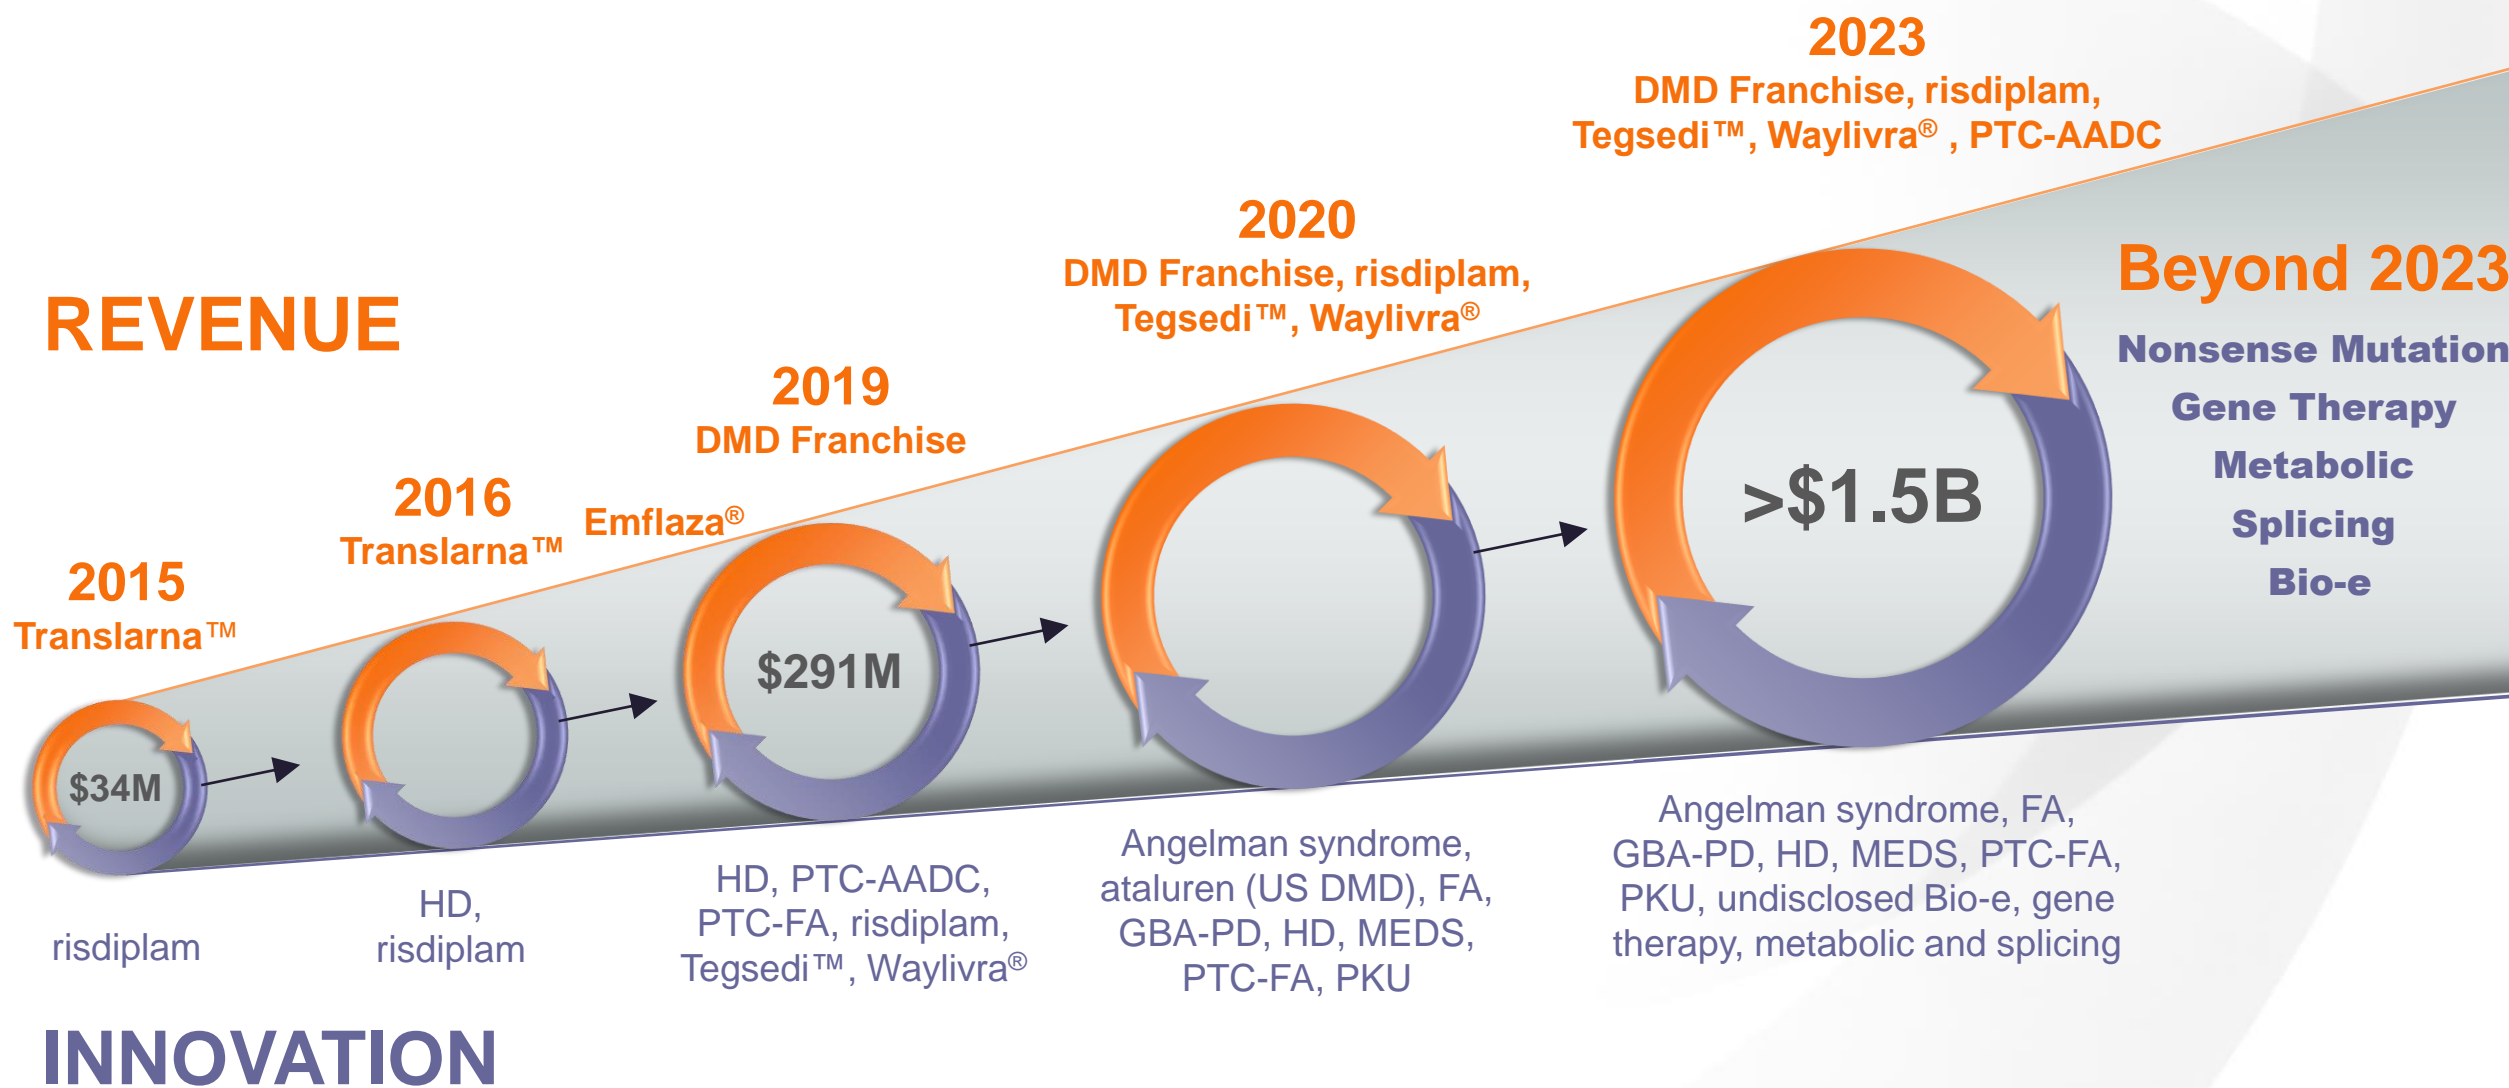 REVENUE
2015
Translarna™
$34M
risdiplam
2016
Translarna™
HD,
risdiplam
Emflaza®
2019
DMD Franchise
$291M
HD, PTC-AADC,
PTC-FA, risdiplam,
Tegsedi™, Waylivra®
2020
DMD Franchise, risdiplam,
Tegsedi™, Waylivra®
Angelman syndrome,
ataluren (US DMD), FA,
GBA-PD, HD, MEDS,
PTC-FA, PKU
2023
DMD Franchise, risdiplam,
Tegsedi™, Waylivra® , PTC-AADC
>$1.5B
Angelman syndrome, FA,
GBA-PD, HD, MEDS, PTC-FA,
PKU, undisclosed Bio-e, gene
therapy, metabolic and splicing
Beyond 2023
Nonsense Mutation
Gene Therapy
Metabolic
Splicing
Bio-e
INNOVATION